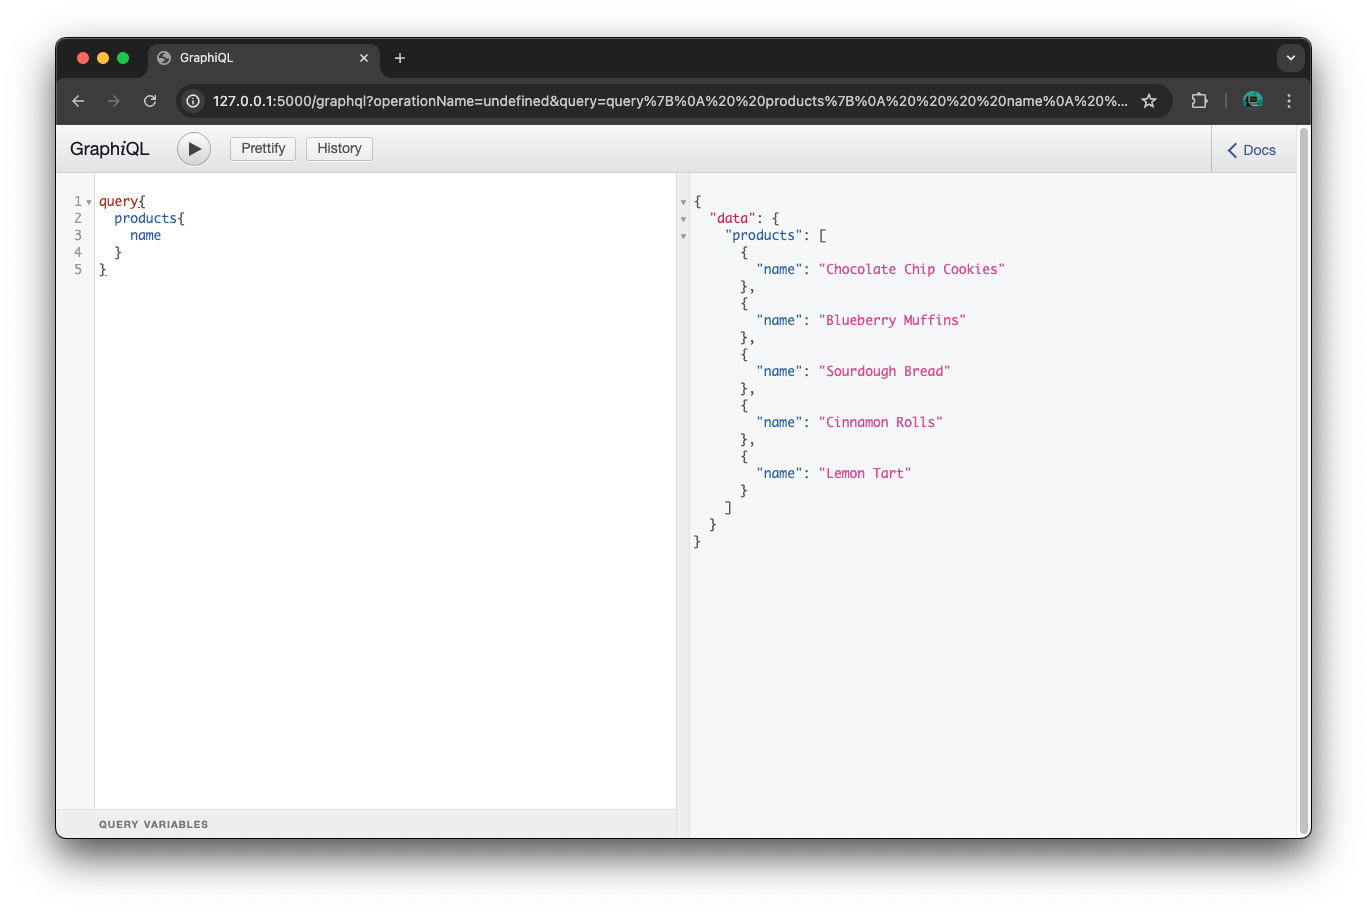 GraphiQL
127.0.0.1:5000/graphql?operationName=undefined&query=query%7B%0A%20%20products%7B%0A%20%20%20%20name%0A%20%20%...
GraphiQL
Prettify
History
Docs
1 query{
2   products{
3     name
4   }
5 }
{
  "data": {
    "products": [
      {
        "name": "Chocolate Chip Cookies"
      },
      {
        "name": "Blueberry Muffins"
      },
      {
        "name": "Sourdough Bread"
      },
      {
        "name": "Cinnamon Rolls"
      },
      {
        "name": "Lemon Tart"
      }
    ]
  }
}
QUERY VARIABLES